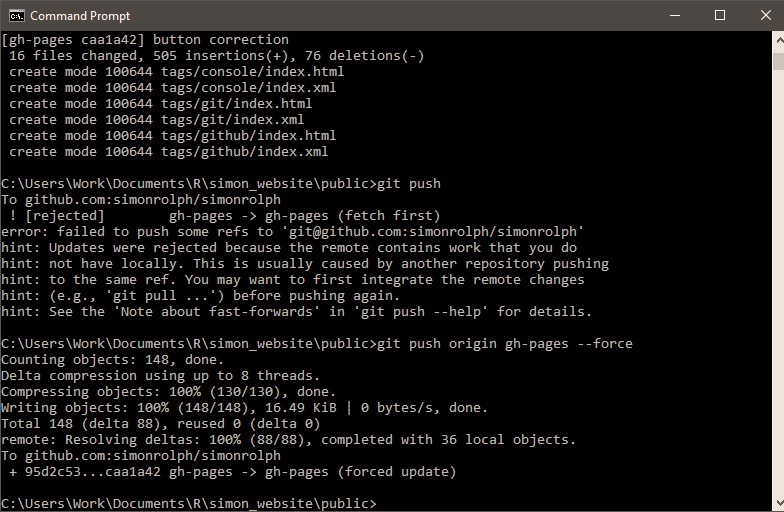 Command Prompt
[gh-pages caa1a42] button correction
 16 files changed, 505 insertions(+), 76 deletions(-)
 create mode 100644 tags/console/index.html
 create mode 100644 tags/console/index.xml
 create mode 100644 tags/git/index.html
 create mode 100644 tags/git/index.xml
 create mode 100644 tags/github/index.html
 create mode 100644 tags/github/index.xml

C:\Users\Work\Documents\R\simon_website\public>git push
To github.com:simonrolph/simonrolph
 ! [rejected]        gh-pages -> gh-pages (fetch first)
error: failed to push some refs to 'git@github.com:simonrolph/simonrolph'
hint: Updates were rejected because the remote contains work that you do
hint: not have locally. This is usually caused by another repository pushing
hint: to the same ref. You may want to first integrate the remote changes
hint: (e.g., 'git pull ...') before pushing again.
hint: See the 'Note about fast-forwards' in 'git push --help' for details.

C:\Users\Work\Documents\R\simon_website\public>git push origin gh-pages --force
Counting objects: 148, done.
Delta compression using up to 8 threads.
Compressing objects: 100% (130/130), done.
Writing objects: 100% (148/148), 16.49 KiB | 0 bytes/s, done.
Total 148 (delta 88), reused 0 (delta 0)
remote: Resolving deltas: 100% (88/88), completed with 36 local objects.
To github.com:simonrolph/simonrolph
 + 95d2c53...caa1a42 gh-pages -> gh-pages (forced update)

C:\Users\Work\Documents\R\simon_website\public>